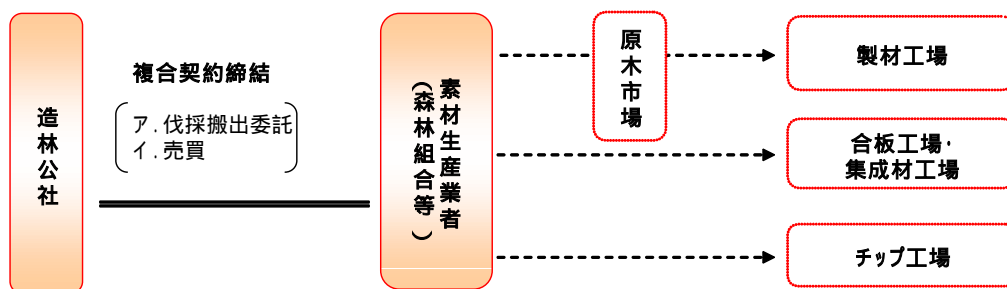 造林公社
複合契約締結
ア．伐採搬出委託
イ．売買
素材生産業者
（森林組合等）
原木市場
製材工場
合板工場・
集成材工場
チップ工場